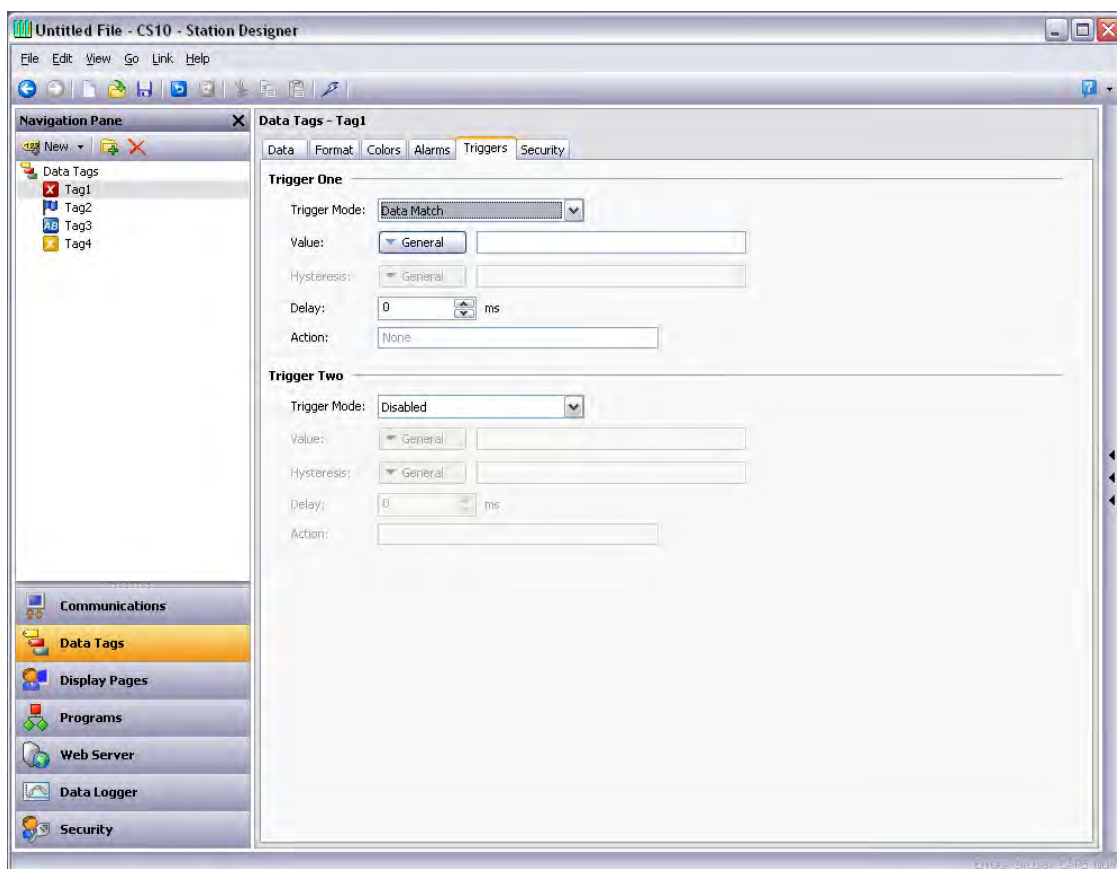 Untitled File - CS10 - Station Designer
File Edit View Go Link Help
Navigation Pane
New
Data Tags
Tag1
Tag2
Tag3
Tag4
Data Tags - Tag1
Data Format Colors Alarms Triggers Security
Trigger One
Trigger Mode: Data Match
Value: General
Hysteresis: General
Delay: 0 ms
Action: None
Trigger Two
Trigger Mode: Disabled
Value: General
Hysteresis: General
Delay: 0 ms
Action:
Communications
Data Tags
Display Pages
Programs
Web Server
Data Logger
Security